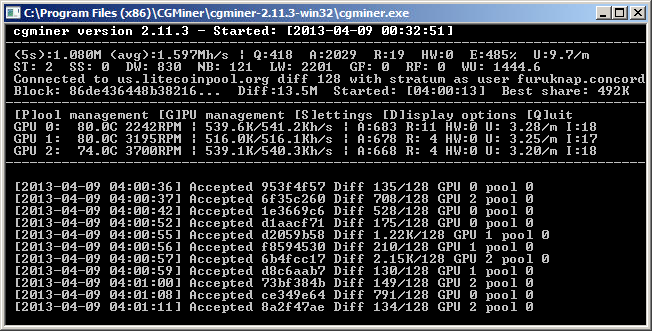 C:\Program Files (x86)\CGMiner\cgminer-2.11.3-win32\cgminer.exe
cgminer version 2.11.3 - Started: [2013-04-09 00:32:51]
(5s):1.080M (avg):1.597Mh/s | Q:418 A:2029 R:19 HW:0 E:485% U:9.7/m
ST: 2 SS: 0 DW: 830 NB: 121 LW: 2201 GF: 0 RF: 0 WU: 1444.6
Connected to us.litecoinpool.org diff 128 with stratum as user furuknap.concord
Block: 86de436448b38216... Diff:13.5M Started: [04:00:13] Best share: 492K
[P]ool management [G]PU management [S]ettings [D]isplay options [Q]uit
GPU 0: 80.0C 2242RPM | 539.6K/541.2Kh/s | A:683 R:11 HW:0 U: 3.28/m I:18
GPU 1: 80.0C 3195RPM | 516.0K/516.1Kh/s | A:678 R: 4 HW:0 U: 3.25/m I:17
GPU 2: 74.0C 3700RPM | 539.1K/540.3Kh/s | A:668 R: 4 HW:0 U: 3.20/m I:18
[2013-04-09 04:00:36] Accepted 953f4f57 Diff 135/128 GPU 0 pool 0
[2013-04-09 04:00:37] Accepted 6f35c260 Diff 708/128 GPU 2 pool 0
[2013-04-09 04:00:42] Accepted 1e3669c6 Diff 528/128 GPU 0 pool 0
[2013-04-09 04:00:52] Accepted d1aacf71 Diff 175/128 GPU 0 pool 0
[2013-04-09 04:00:55] Accepted d2059b58 Diff 1.22K/128 GPU 1 pool 0
[2013-04-09 04:00:56] Accepted f8594530 Diff 210/128 GPU 1 pool 0
[2013-04-09 04:00:57] Accepted 6b4fcc17 Diff 2.15K/128 GPU 2 pool 0
[2013-04-09 04:00:59] Accepted d8c6aab7 Diff 130/128 GPU 1 pool 0
[2013-04-09 04:01:00] Accepted 73bf384b Diff 149/128 GPU 2 pool 0
[2013-04-09 04:01:08] Accepted ce349e64 Diff 791/128 GPU 0 pool 0
[2013-04-09 04:01:11] Accepted 8a2f47ae Diff 134/128 GPU 2 pool 0